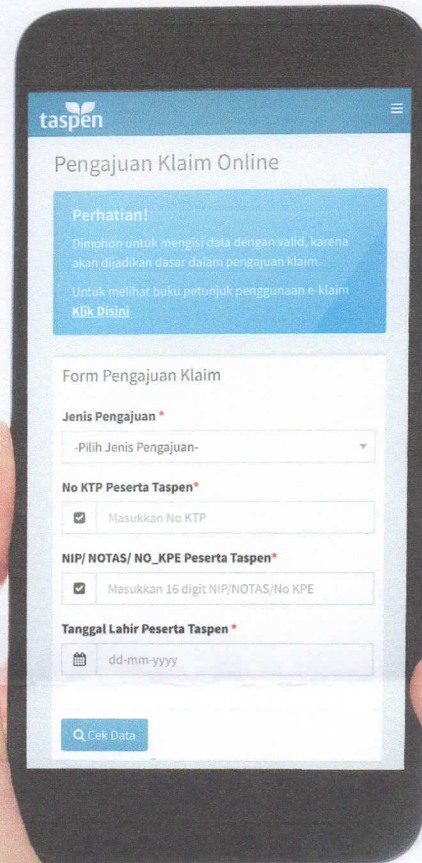 taspen
Pengajuan Klaim Online
Perhatian!
Dimohon untuk mengisi data dengan valid, karena
akan dijadikan dasar dalam pengajuan klaim.
Untuk melihat buku petunjuk penggunaan e-klaim
Klik Disini
Form Pengajuan Klaim
Jenis Pengajuan *
-Pilih Jenis Pengajuan-
No KTP Peserta Taspen*
Masukkan No KTP
NIP/ NOTAS/ NO_KPE Peserta Taspen*
Masukkan 16 digit NIP/NOTAS/No KPE
Tanggal Lahir Peserta Taspen *
dd-mm-yyyy
Cek Data